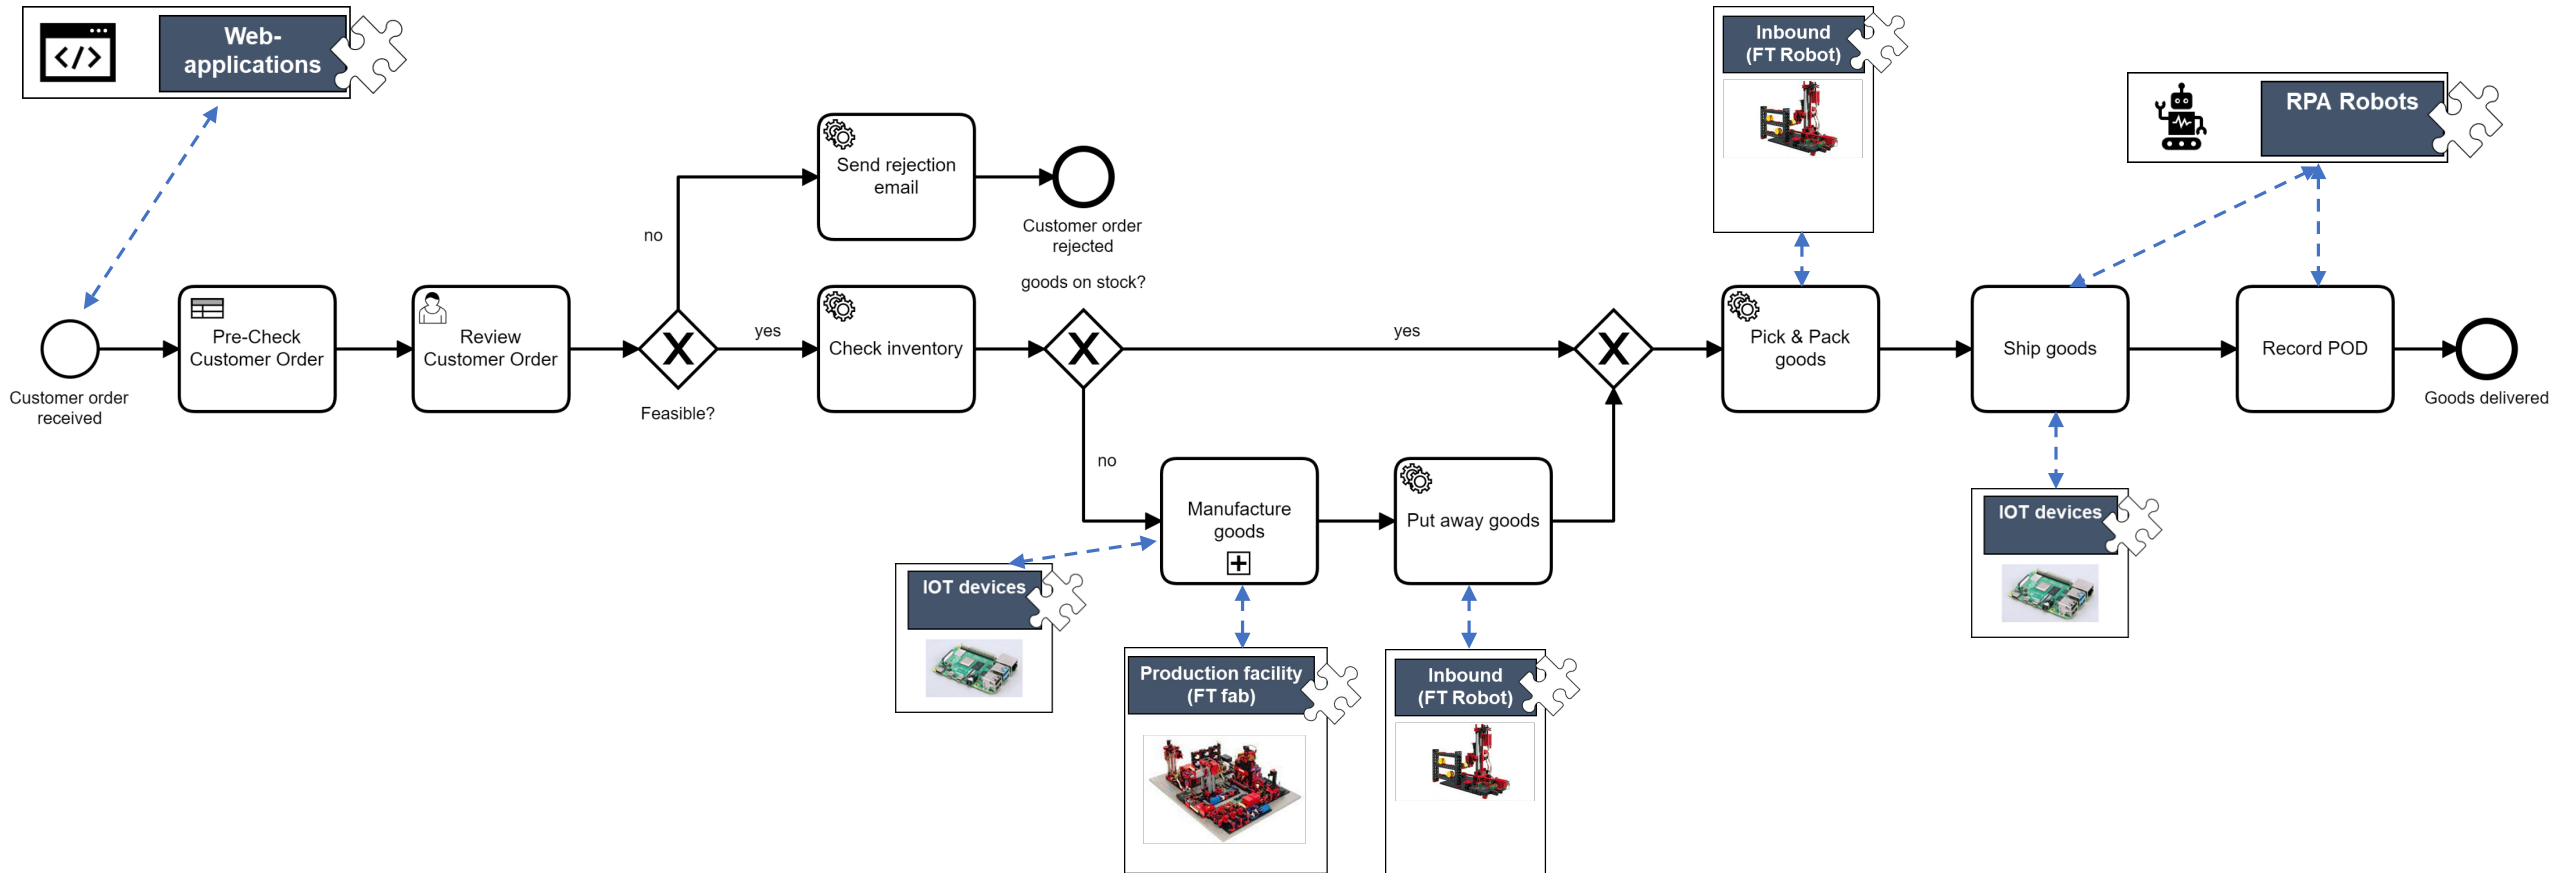 Web-
applications
Inbound
(FT Robot)
RPA Robots
Send rejection
email
Customer order
rejected
no
goods on stock?
Pre-Check
Customer Order
Review
Customer Order
yes
Check inventory
yes
Pick & Pack
goods
Ship goods
Record POD
Customer order
received
Feasible?
Goods delivered
no
Manufacture
goods
Put away goods
IOT devices
IOT devices
Production facility
(FT fab)
Inbound
(FT Robot)